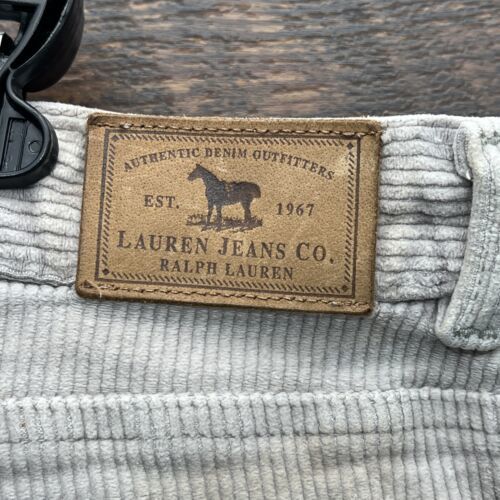 AUTHENTIC DENIM OUTFITTERS
EST. 1967
LAUREN JEANS CO.
RALPH LAUREN